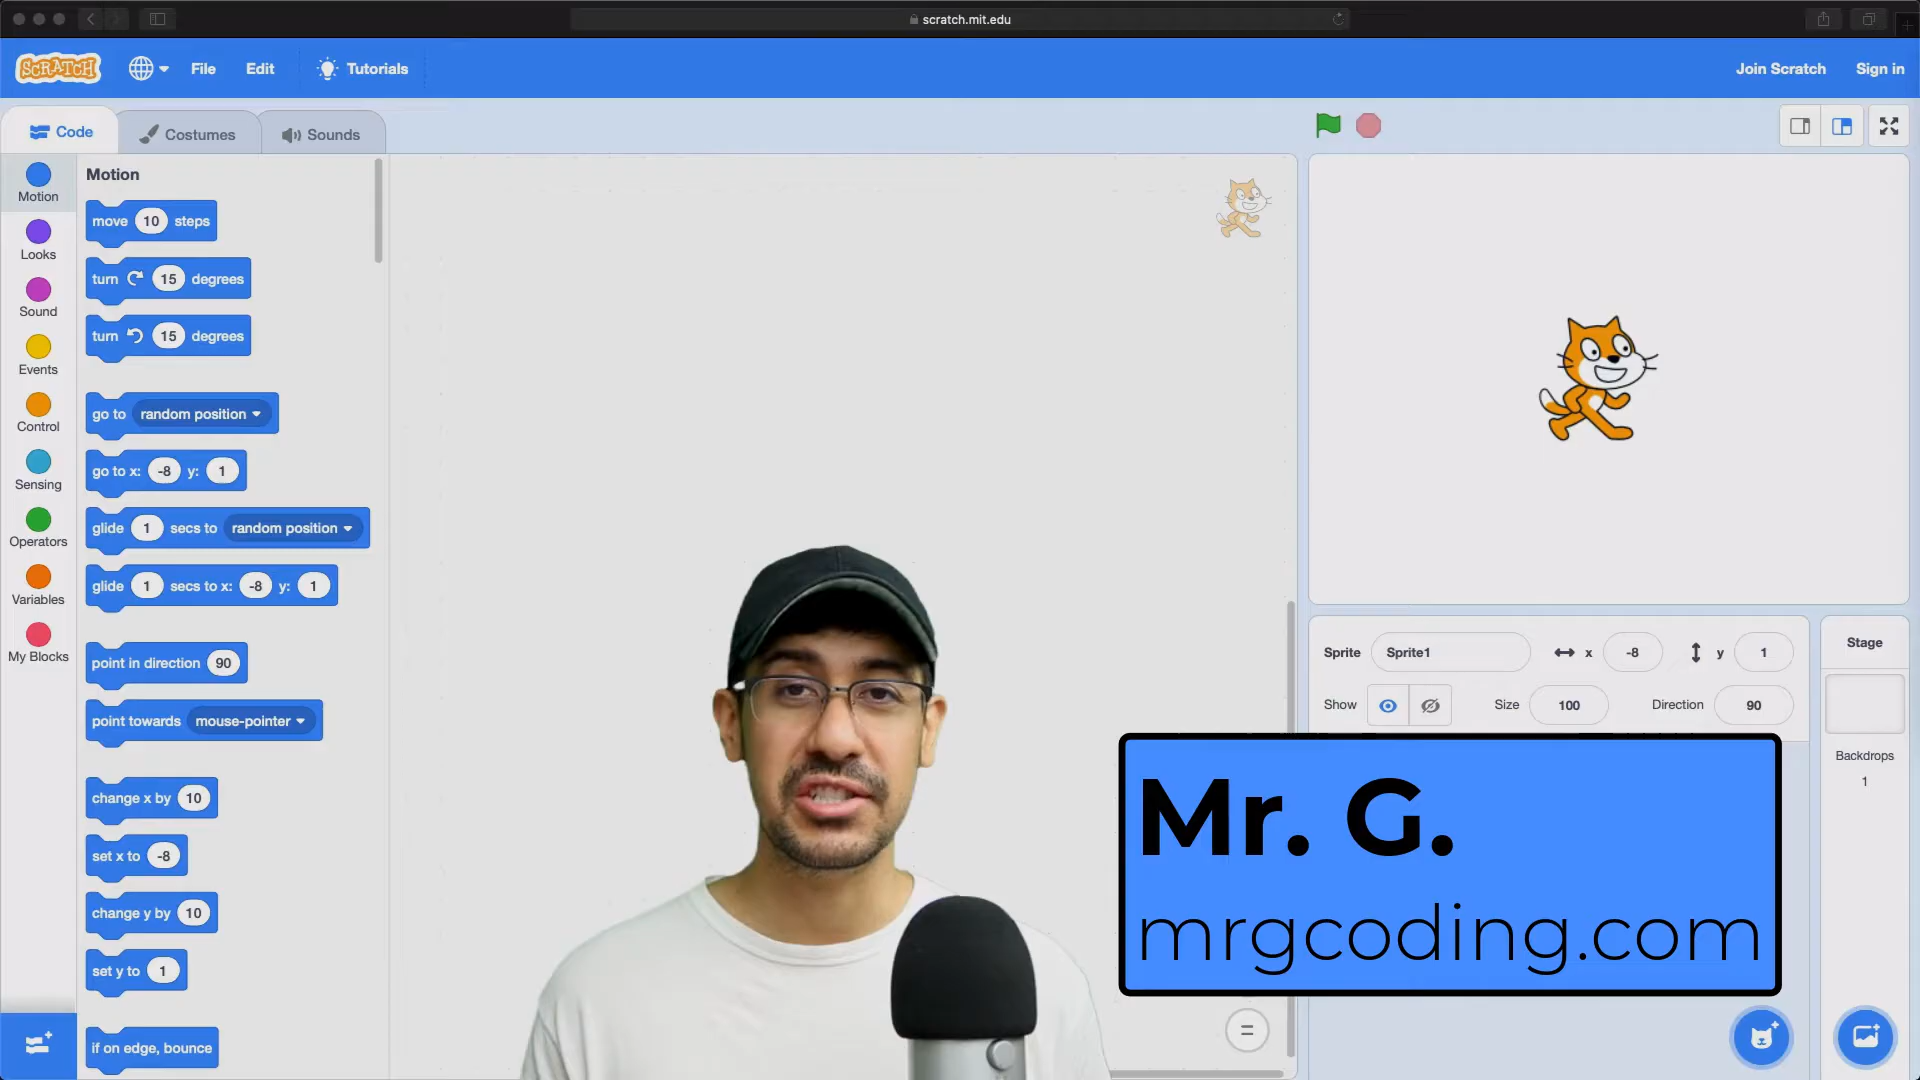 scratch.mit.edu
SCRATCH
File
Edit
Tutorials
Join Scratch
Sign in
Code
Costumes
Sounds
Motion
Looks
Sound
Events
Control
Sensing
Operators
Variables
My Blocks
Motion
move 10 steps
turn 15 degrees
turn 15 degrees
go to random position
go to x: -8 y: 1
glide 1 secs to random position
glide 1 secs to x: -8 y: 1
point in direction 90
point towards mouse-pointer
change x by 10
set x to -8
change y by 10
set y to 1
if on edge, bounce
Sprite Sprite1 x -8 y 1
Show Size 100 Direction 90
Stage
Backdrops
1
Mr. G.
mrgcoding.com